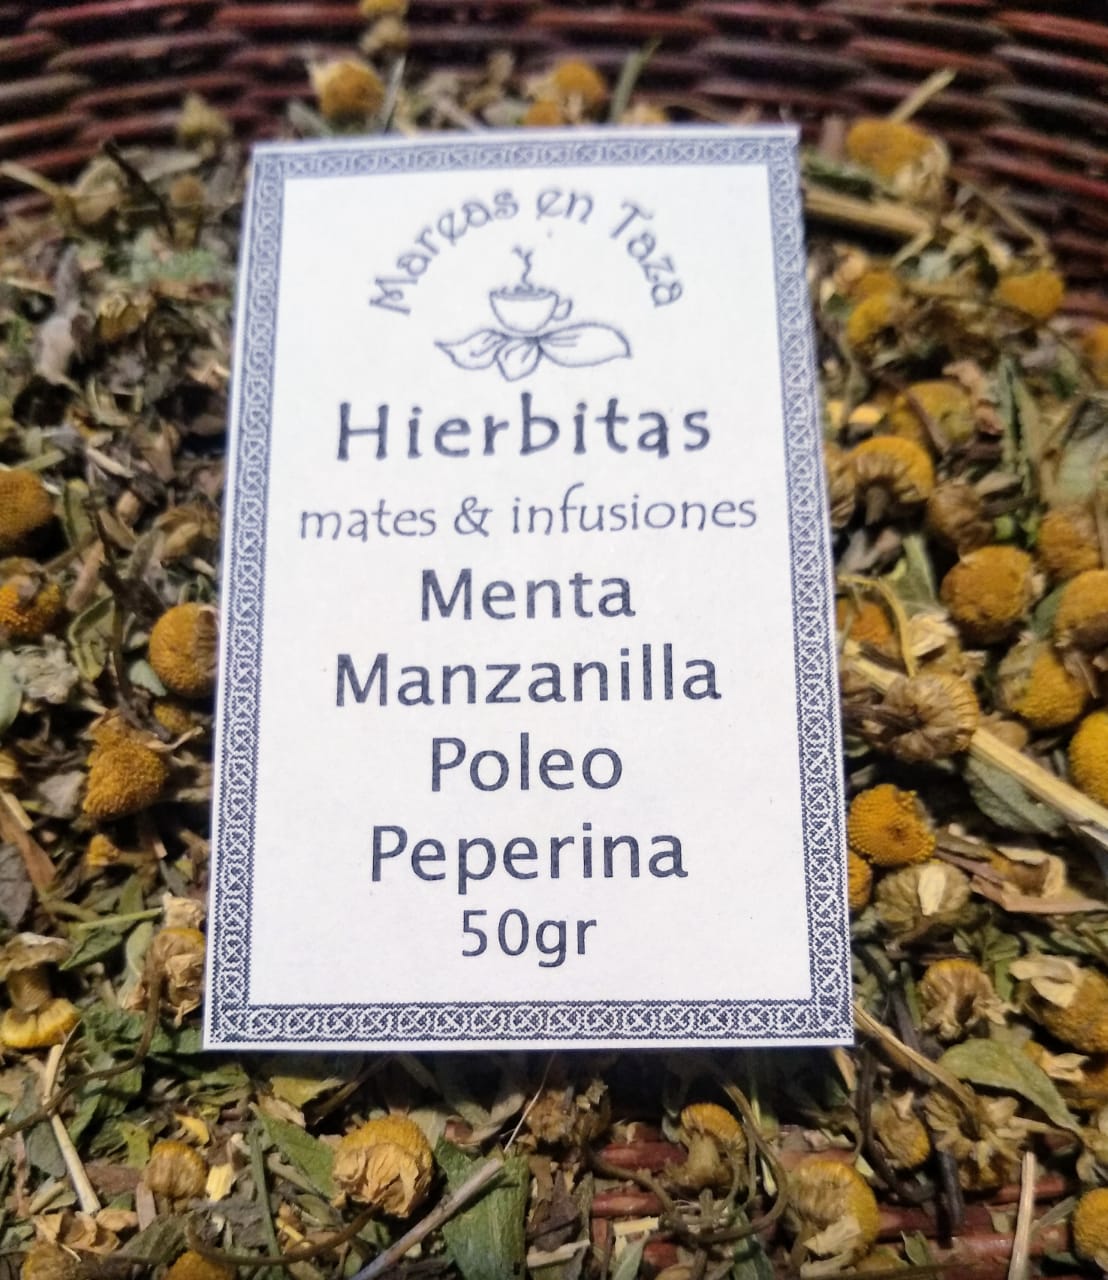 Mareas en Taza
Hierbitas
mates & infusiones
Menta
Manzanilla
Poleo
Peperina
50gr